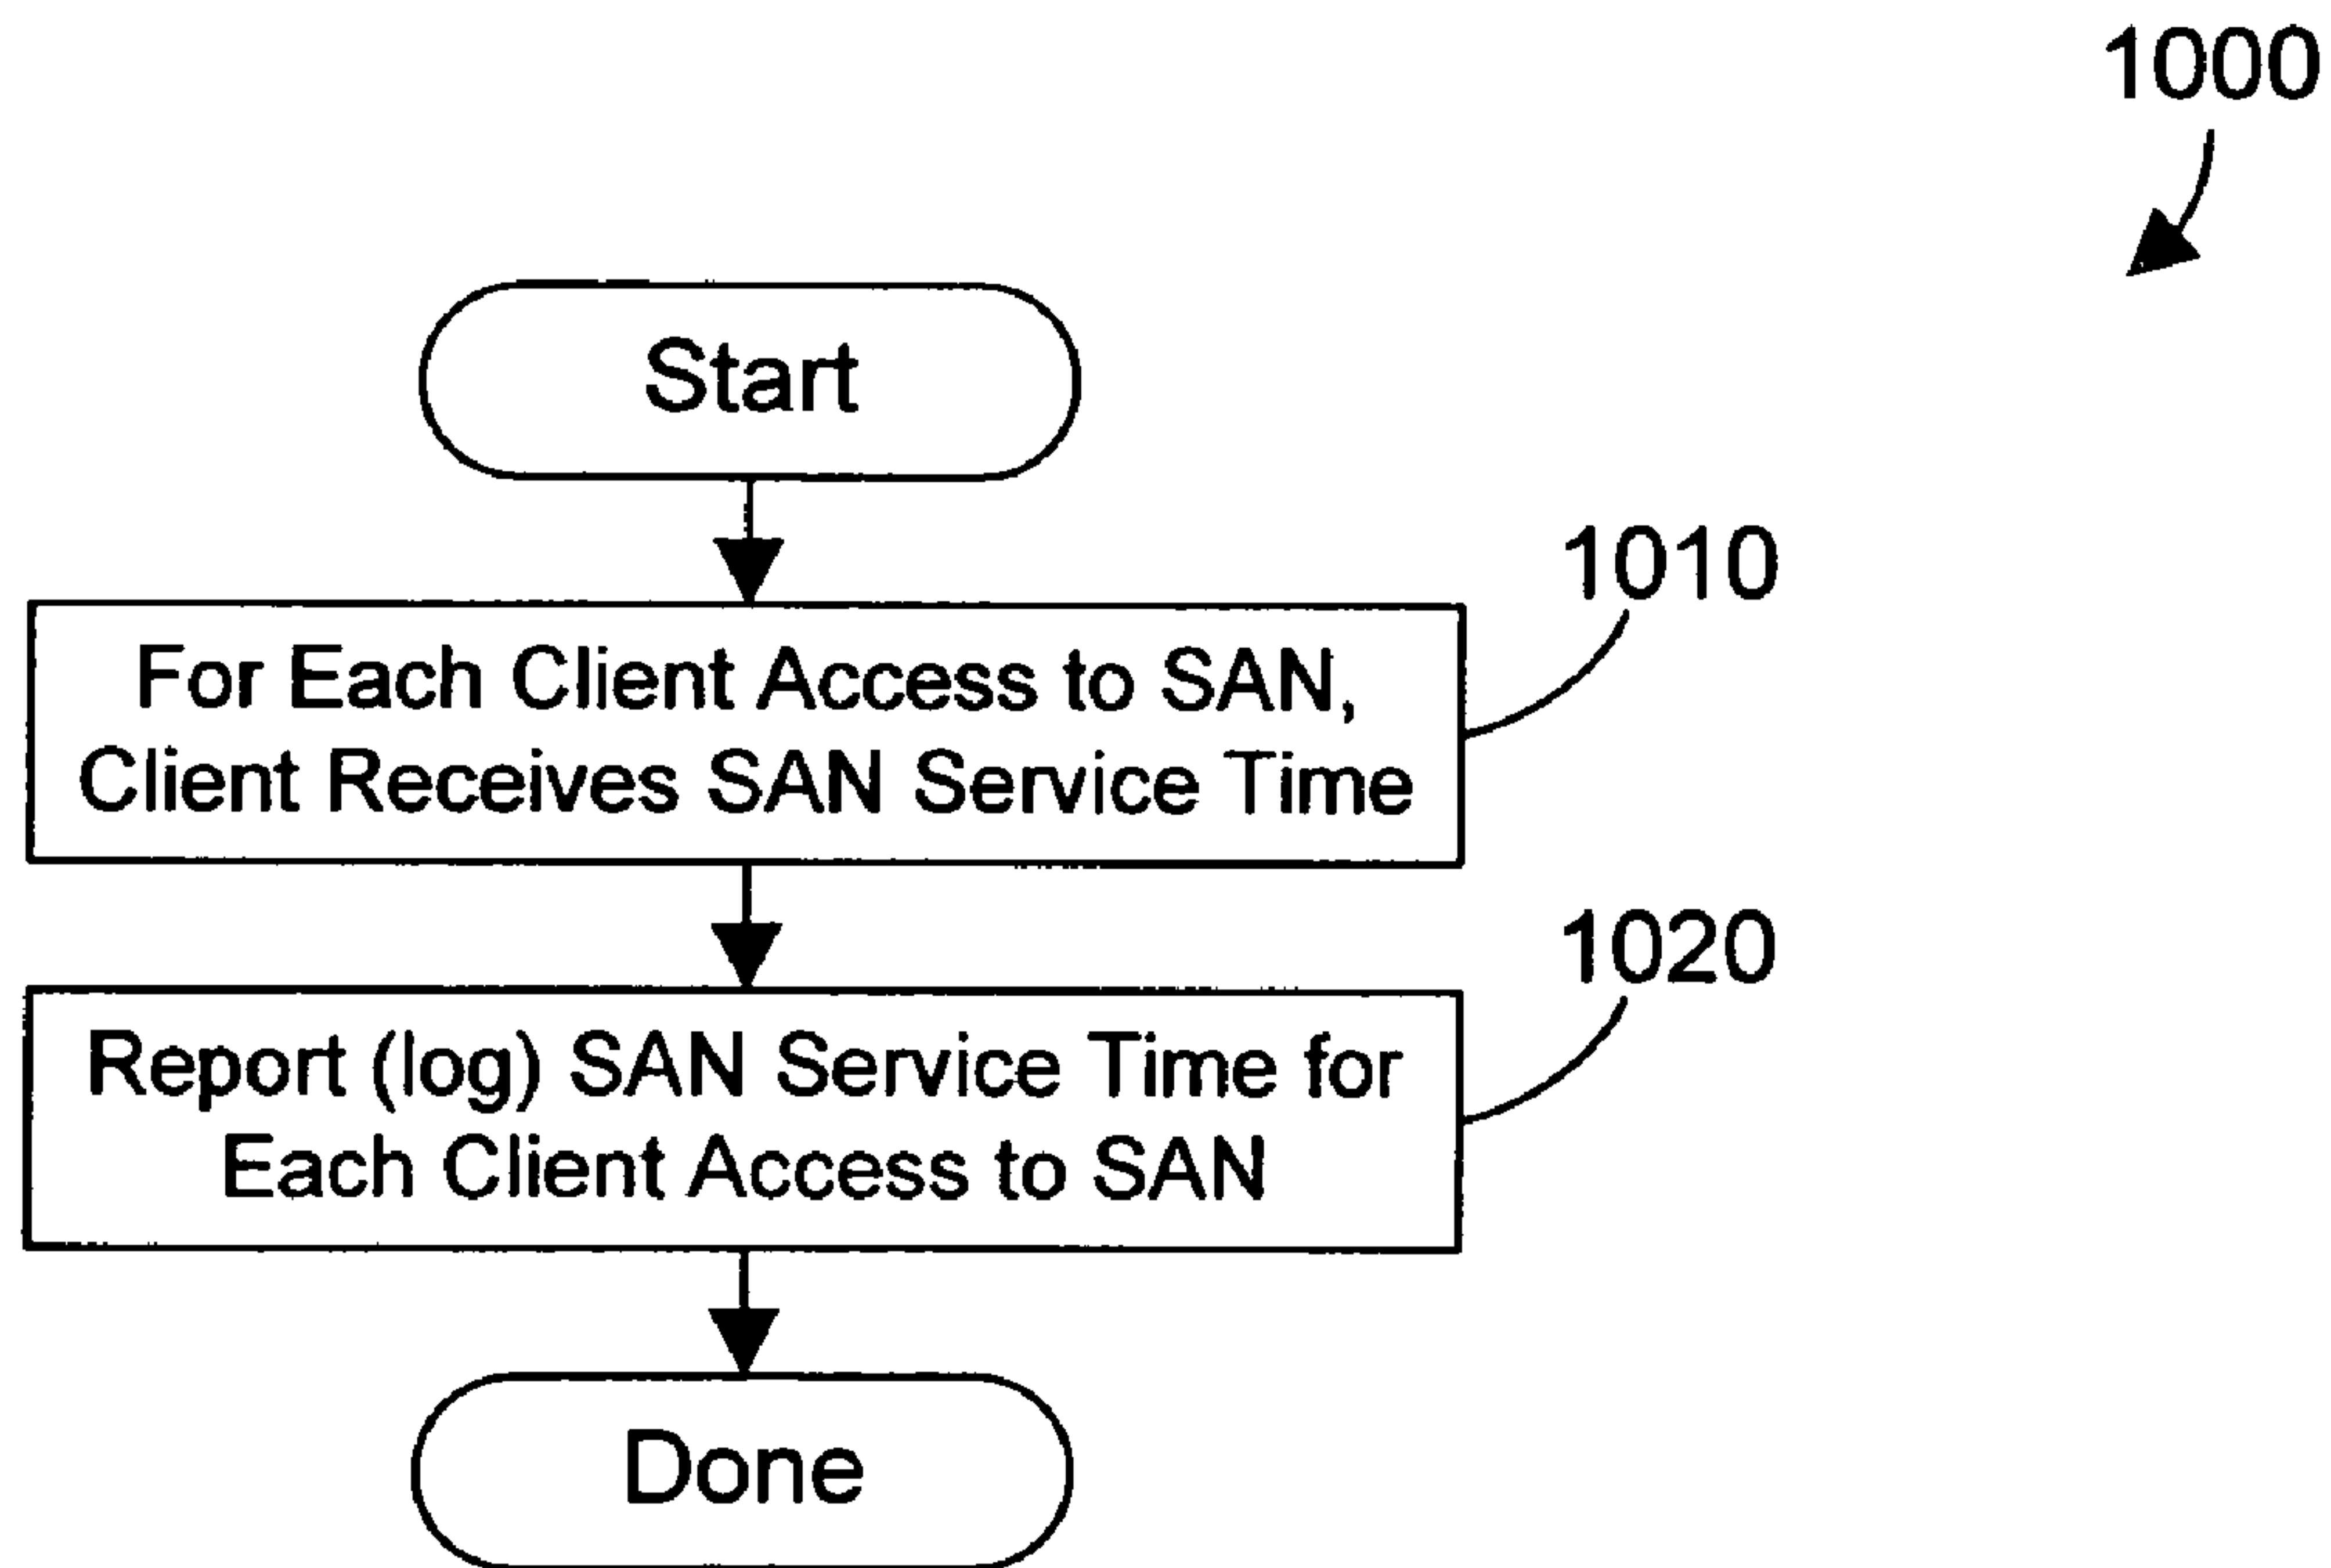 1000
Start
1010
For Each Client Access to SAN,
Client Receives SAN Service Time
1020
Report (log) SAN Service Time for
Each Client Access to SAN
Done